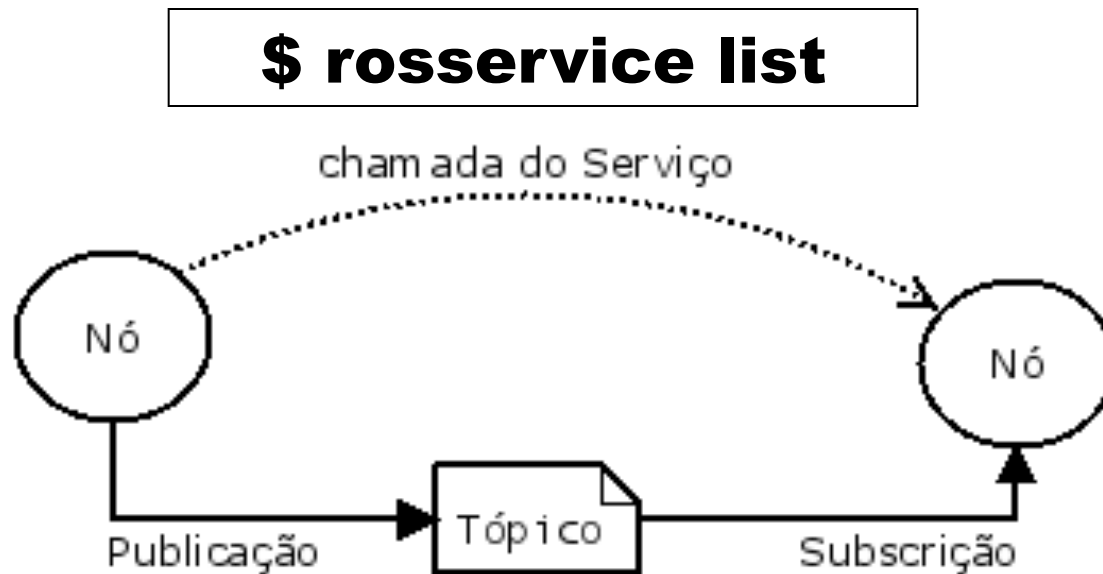 $ rosservice list
chamada do Serviço
Nó
Nó
Tópico
Publicação
Subscrição